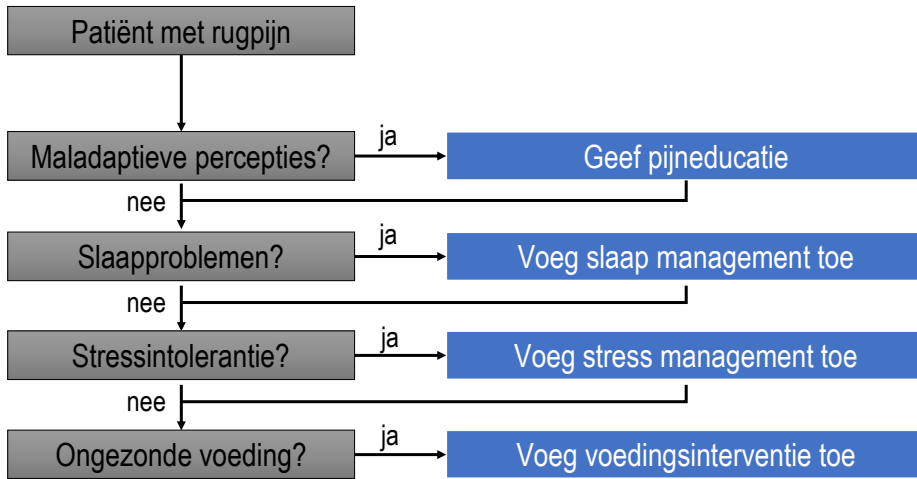 Patiënt met rugpijn
Maladaptieve percepties?
ja
Geef pijneducatie
nee
Slaapproblemen?
ja
Voeg slaap management toe
nee
Stressintolerantie?
ja
Voeg stress management toe
nee
Ongezonde voeding?
ja
Voeg voedingsinterventie toe